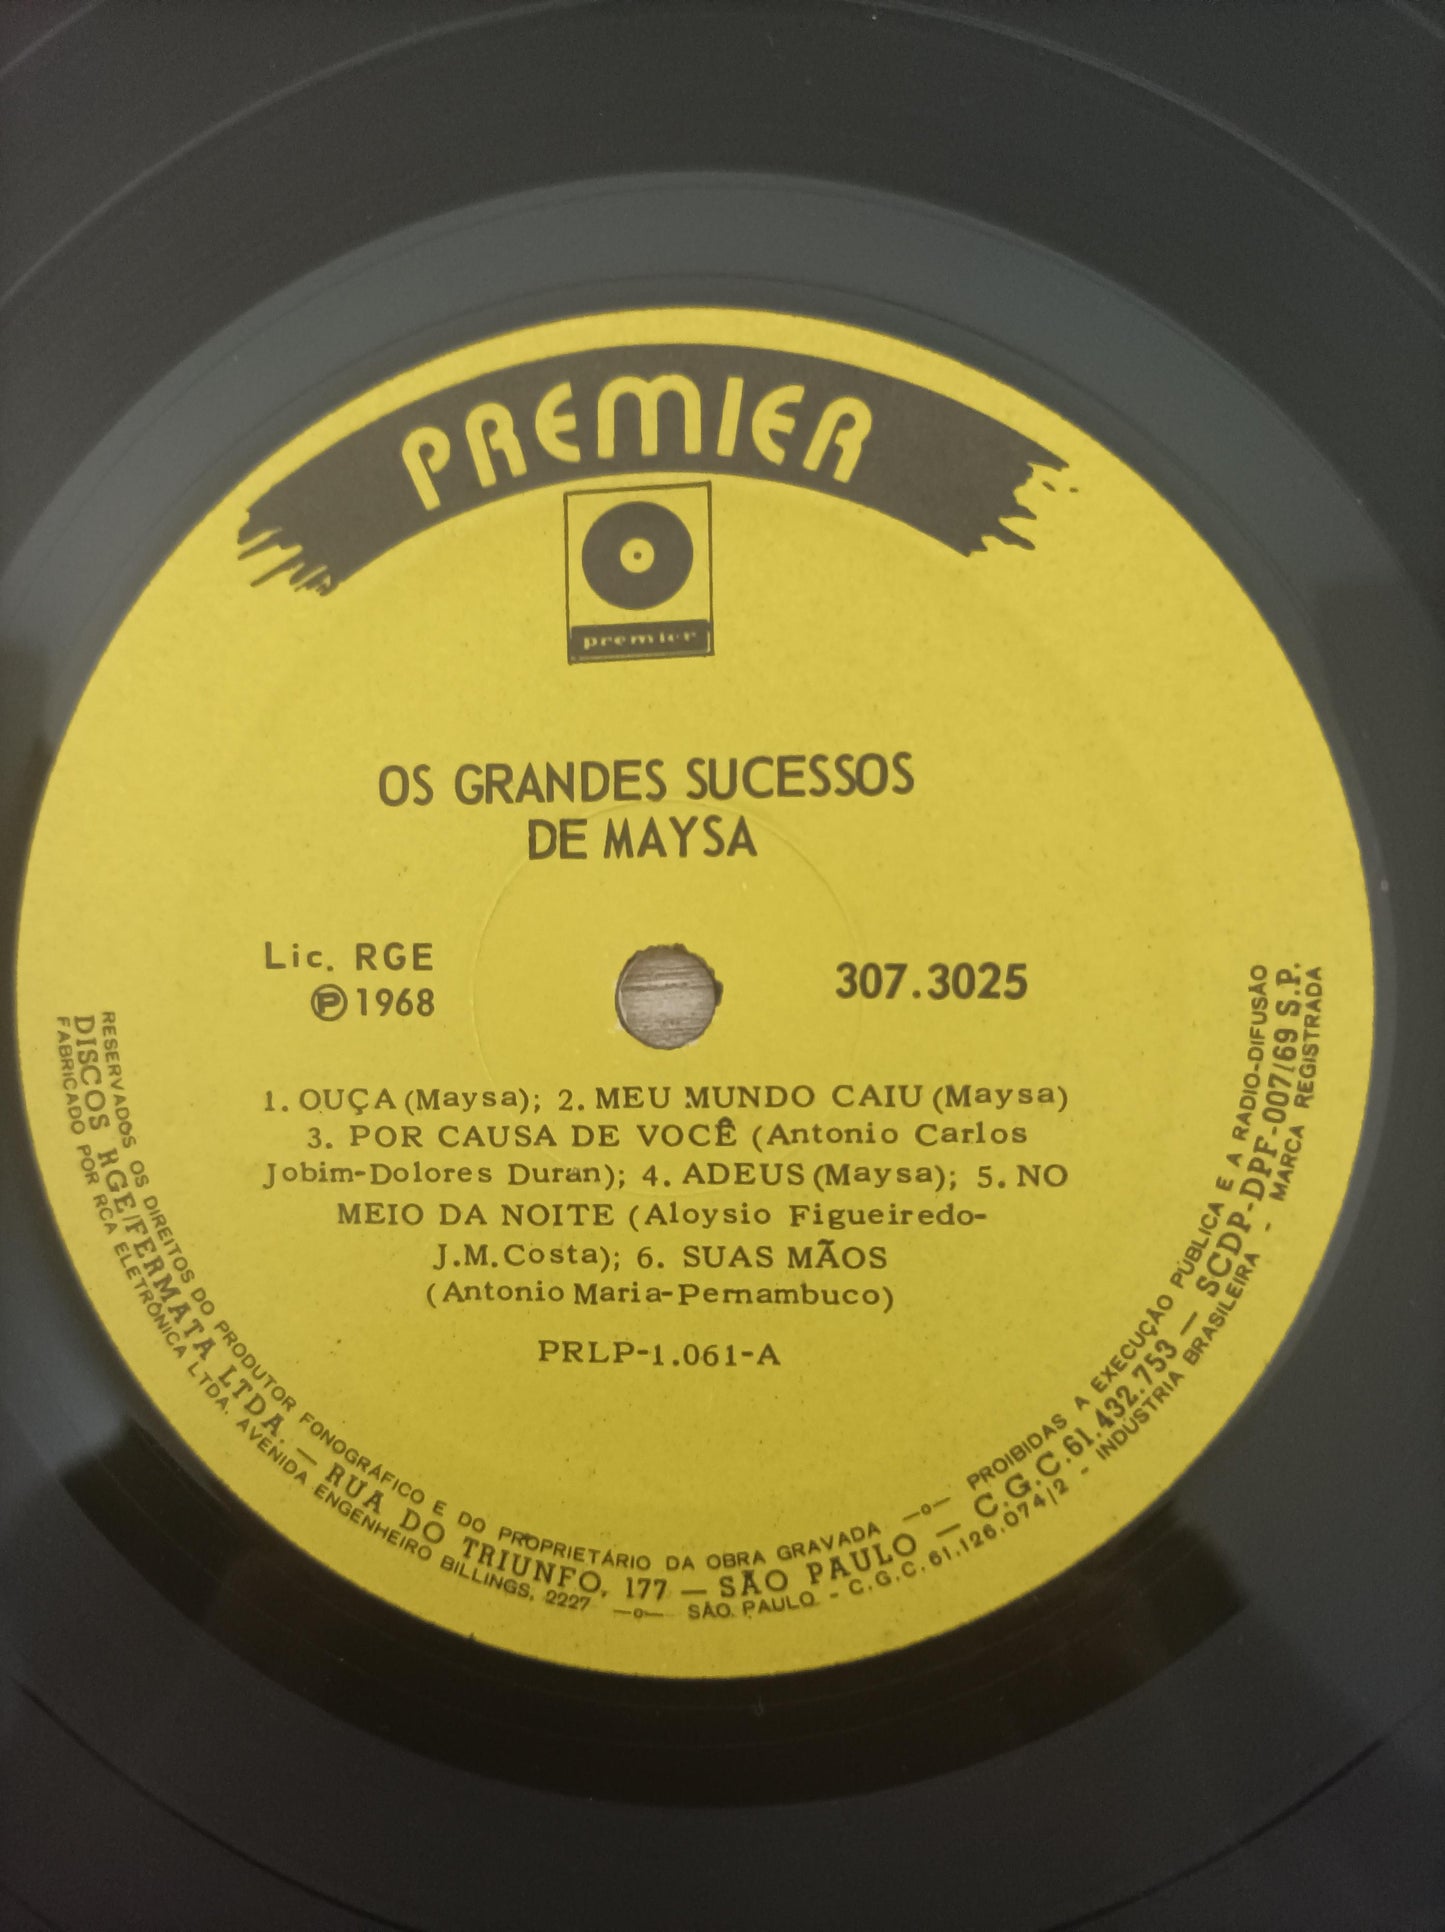 PREMIER
premier
OS GRANDES SUCESSOS
DE MAYSA
Lic. RGE
Ⓟ 1968
307.3025
1. OUÇA (Maysa); 2. MEU MUNDO CAIU (Maysa)
3. POR CAUSA DE VOCÊ (Antonio Carlos
Jobim-Dolores Duran); 4. ADEUS (Maysa); 5. NO
MEIO DA NOITE (Aloysio Figueiredo-
J.M.Costa); 6. SUAS MÃOS
(Antonio Maria-Pernambuco)
PRLP-1.061-A
RESERVADOS OS DIREITOS DO PRODUTOR FONOGRÁFICO E DO PROPRIETÁRIO DA OBRA GRAVADA —o— PROIBIDAS A EXECUÇÃO PÚBLICA E A RADIO-DIFUSÃO
DISCOS RGE/FERMATA LTDA. — RUA DO TRIUNFO, 177 — SÃO PAULO — C.G.C. 61.432.753 — SCDP-DPF-007/69 S.P.
FABRICADO POR RCA ELETRÔNICA LTDA. AVENIDA ENGENHEIRO BILLINGS, 2227 —o— SÃO PAULO - C.G.C. 61.126.074/2 - INDÚSTRIA BRASILEIRA - MARCA REGISTRADA